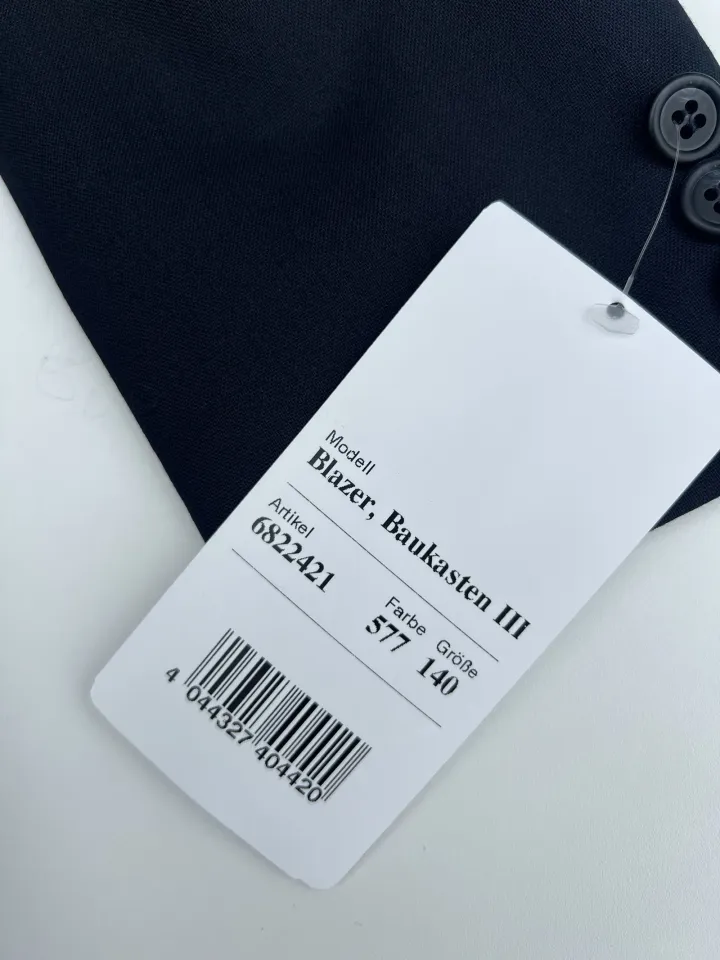 Modell
Blazer, Baukasten III
Artikel
6822421
Farbe Größe
577 140
4 044327 404420